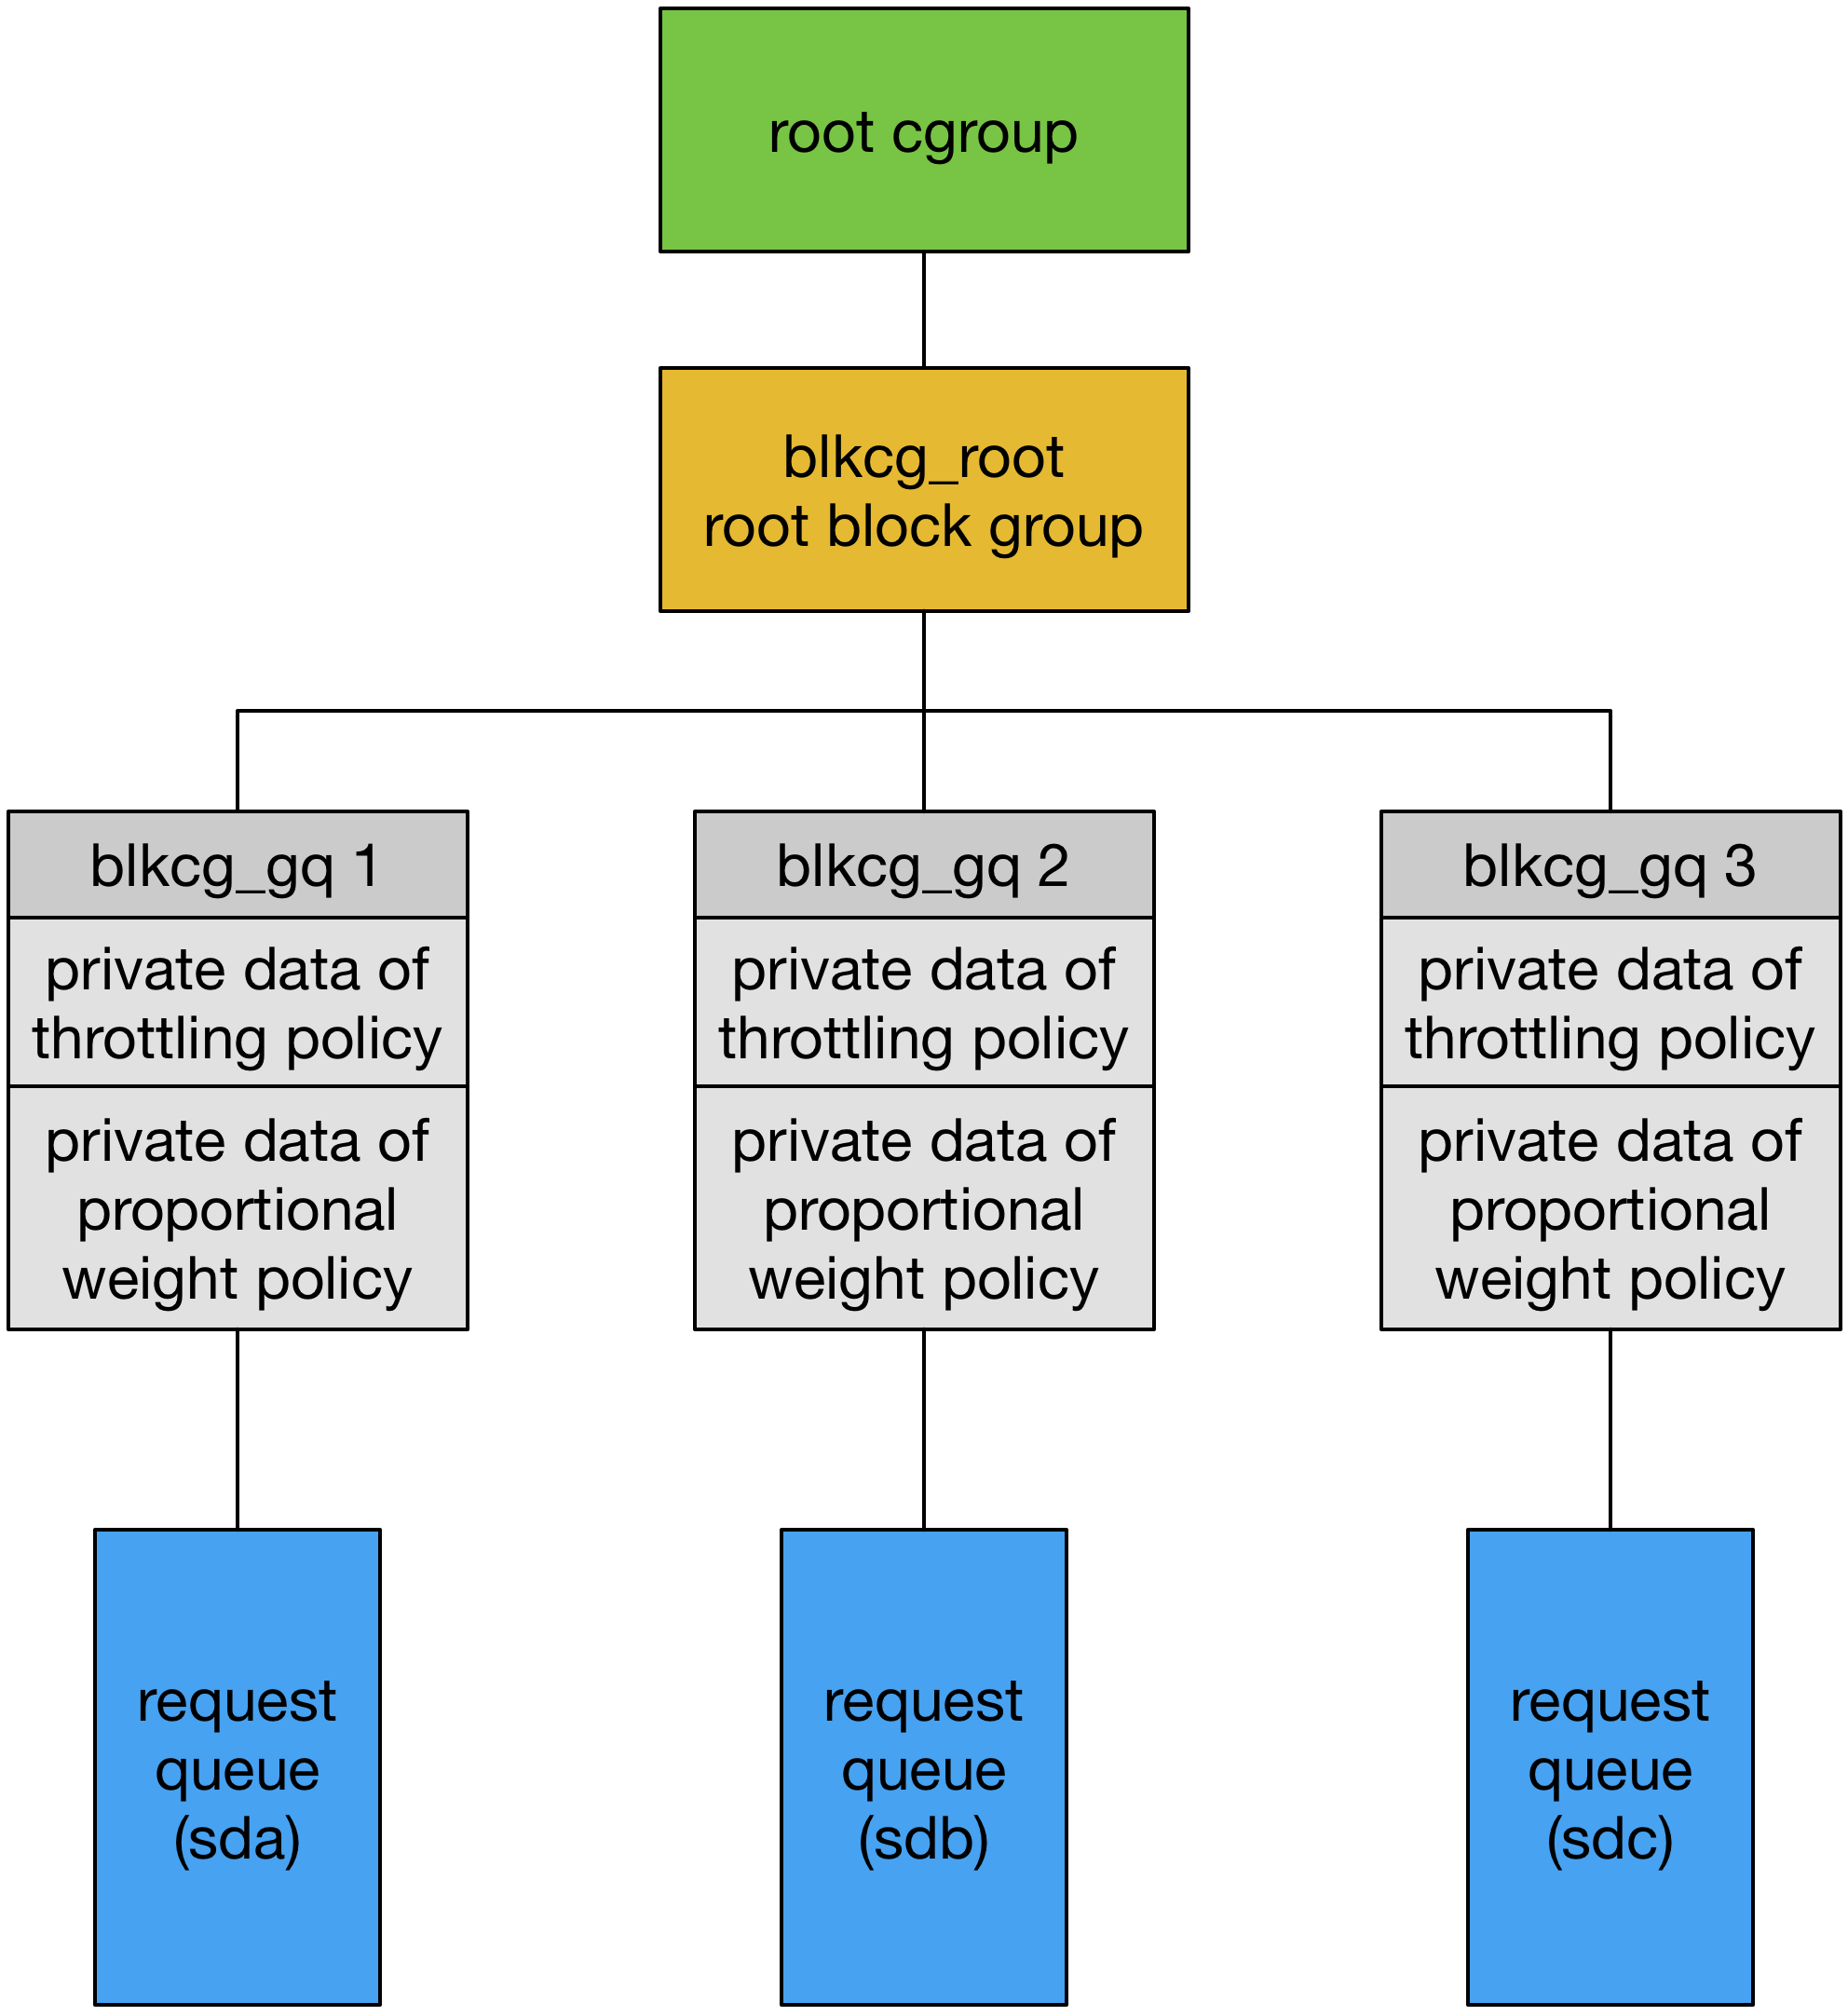 root cgroup
blkcg_root
root block group
blkcg_gq 1
private data of
throttling policy
private data of
proportional
weight policy
blkcg_gq 2
private data of
throttling policy
private data of
proportional
weight policy
blkcg_gq 3
private data of
throttling policy
private data of
proportional
weight policy
request
queue
(sda)
request
queue
(sdb)
request
queue
(sdc)